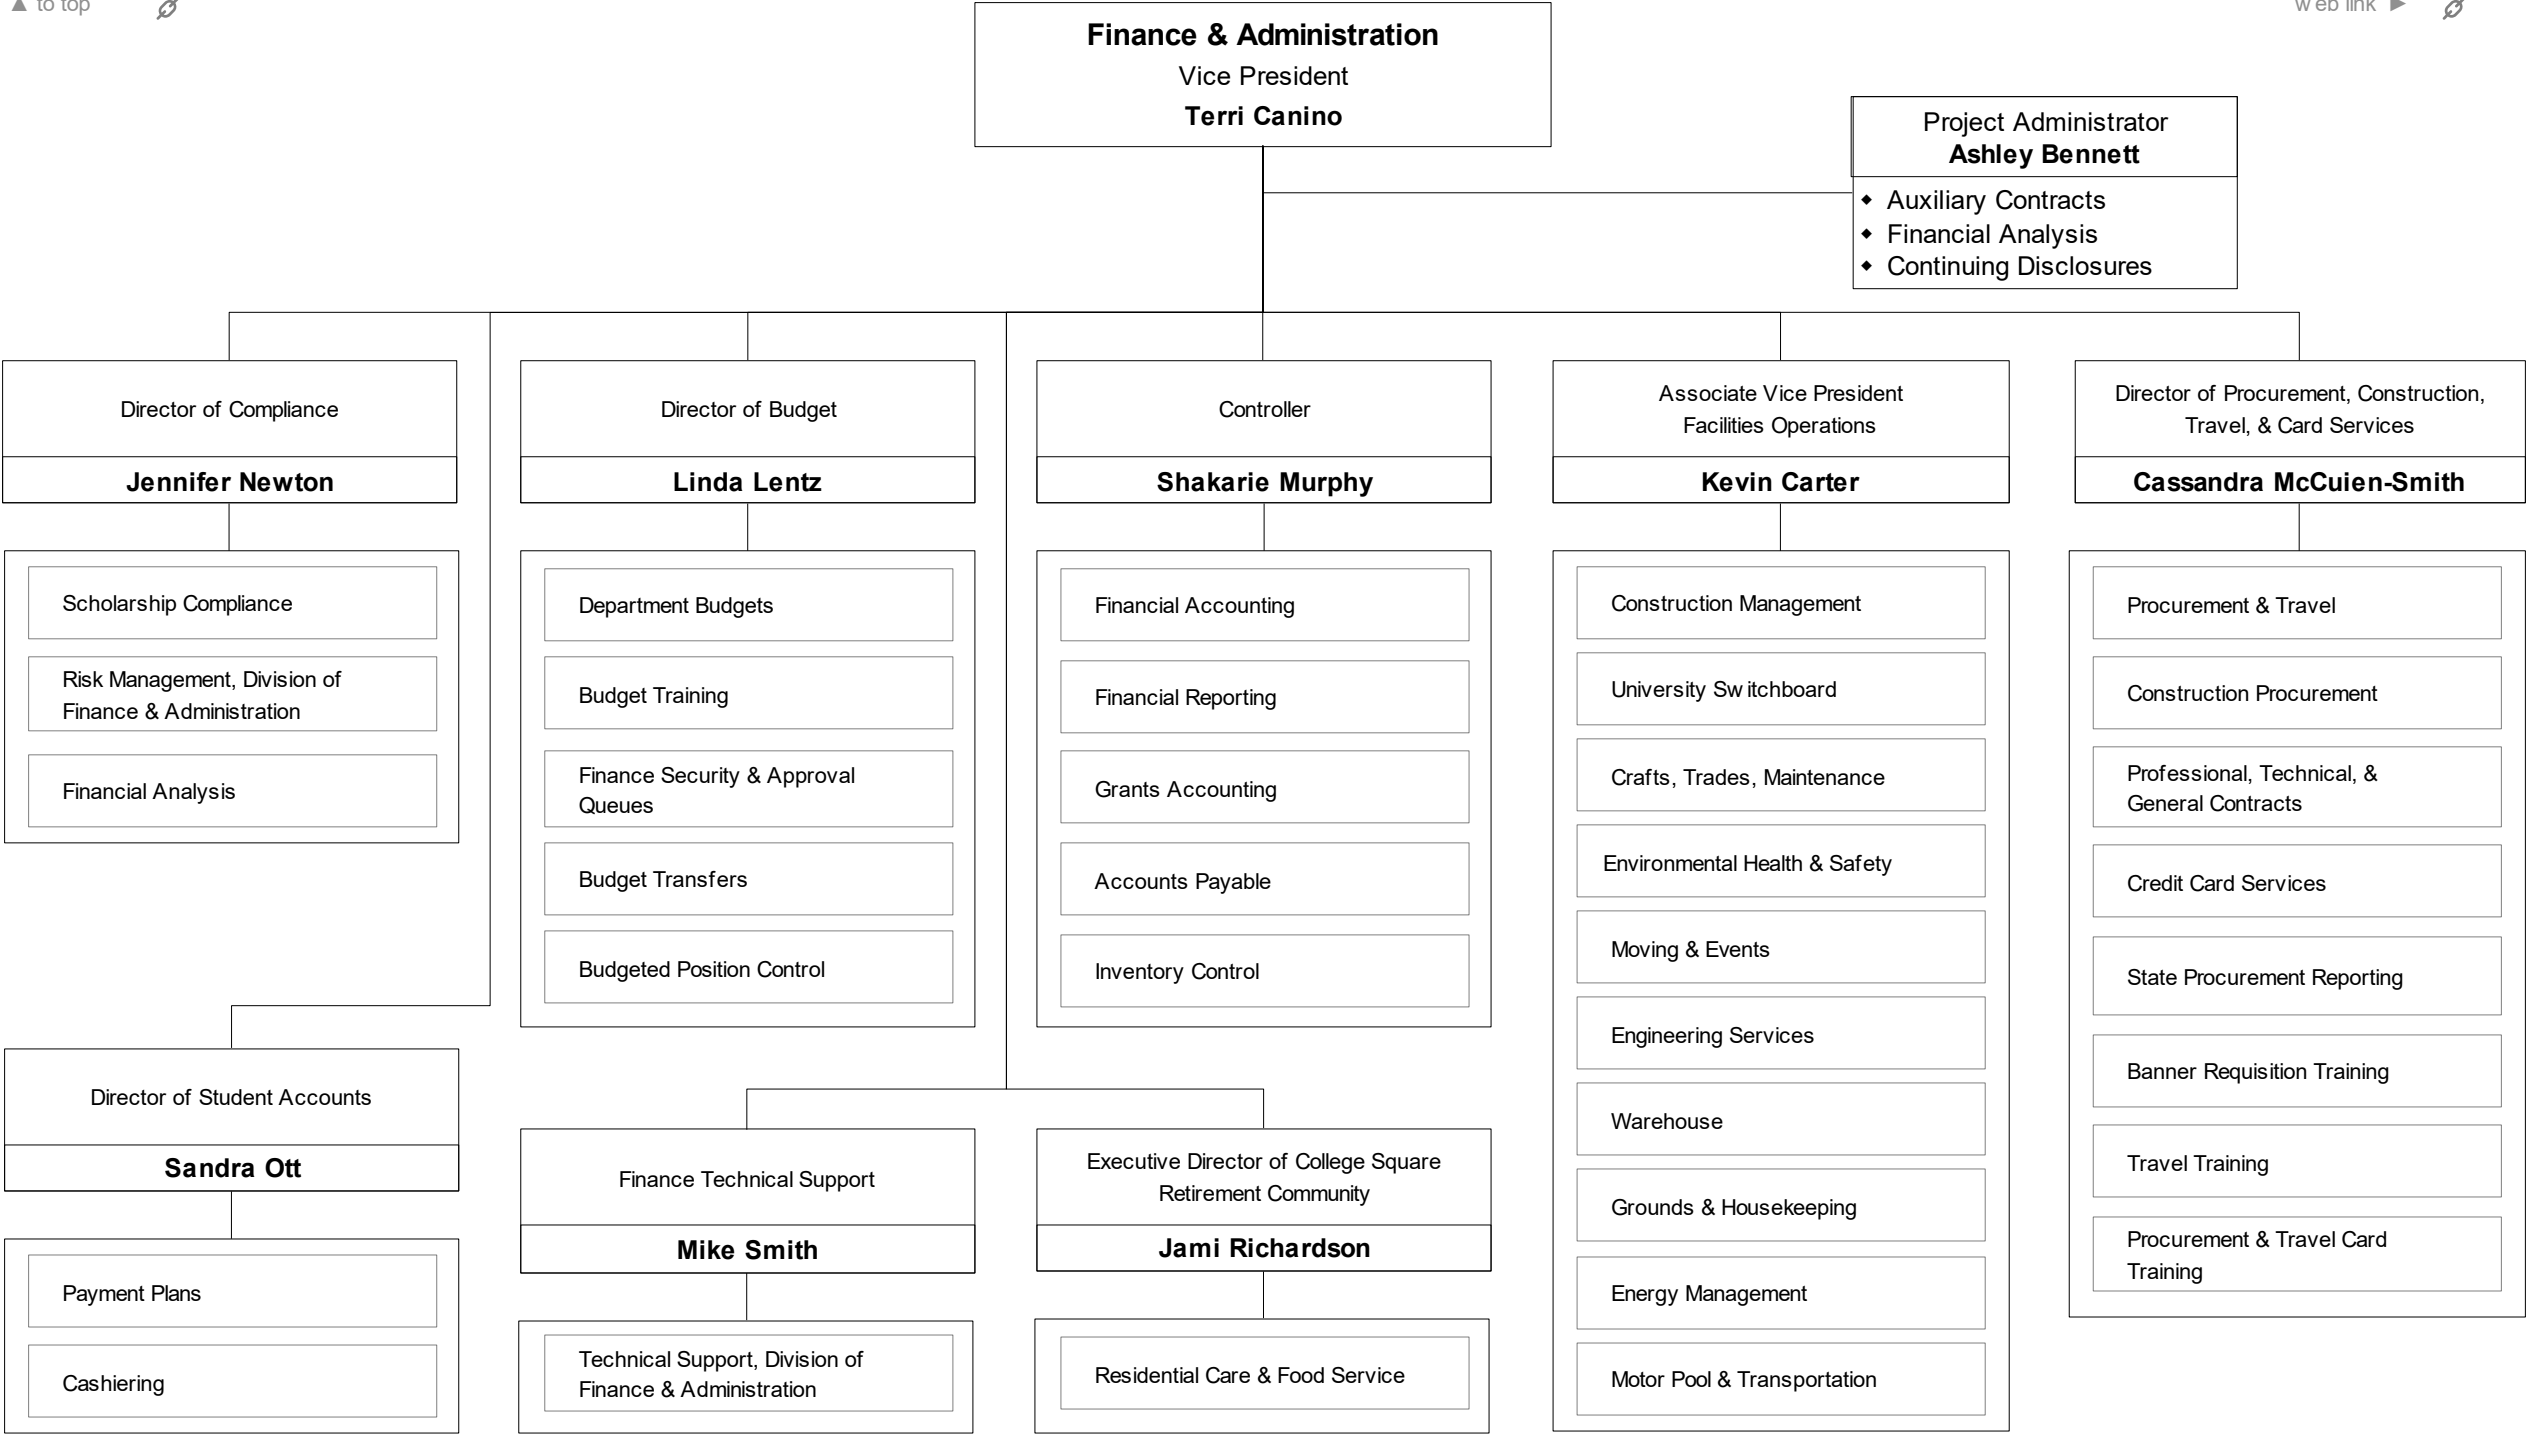 ▲ to top
web link ►
Finance & Administration
Vice President
Terri Canino
Project Administrator
Ashley Bennett
◆ Auxiliary Contracts
◆ Financial Analysis
◆ Continuing Disclosures
Director of Compliance
Jennifer Newton
Scholarship Compliance
Risk Management, Division of
Finance & Administration
Financial Analysis
Director of Student Accounts
Sandra Ott
Payment Plans
Cashiering
Director of Budget
Linda Lentz
Department Budgets
Budget Training
Finance Security & Approval
Queues
Budget Transfers
Budgeted Position Control
Finance Technical Support
Mike Smith
Technical Support, Division of
Finance & Administration
Controller
Shakarie Murphy
Financial Accounting
Financial Reporting
Grants Accounting
Accounts Payable
Inventory Control
Executive Director of College Square
Retirement Community
Jami Richardson
Residential Care & Food Service
Associate Vice President
Facilities Operations
Kevin Carter
Construction Management
University Switchboard
Crafts, Trades, Maintenance
Environmental Health & Safety
Moving & Events
Engineering Services
Warehouse
Grounds & Housekeeping
Energy Management
Motor Pool & Transportation
Director of Procurement, Construction,
Travel, & Card Services
Cassandra McCuien-Smith
Procurement & Travel
Construction Procurement
Professional, Technical, &
General Contracts
Credit Card Services
State Procurement Reporting
Banner Requisition Training
Travel Training
Procurement & Travel Card
Training